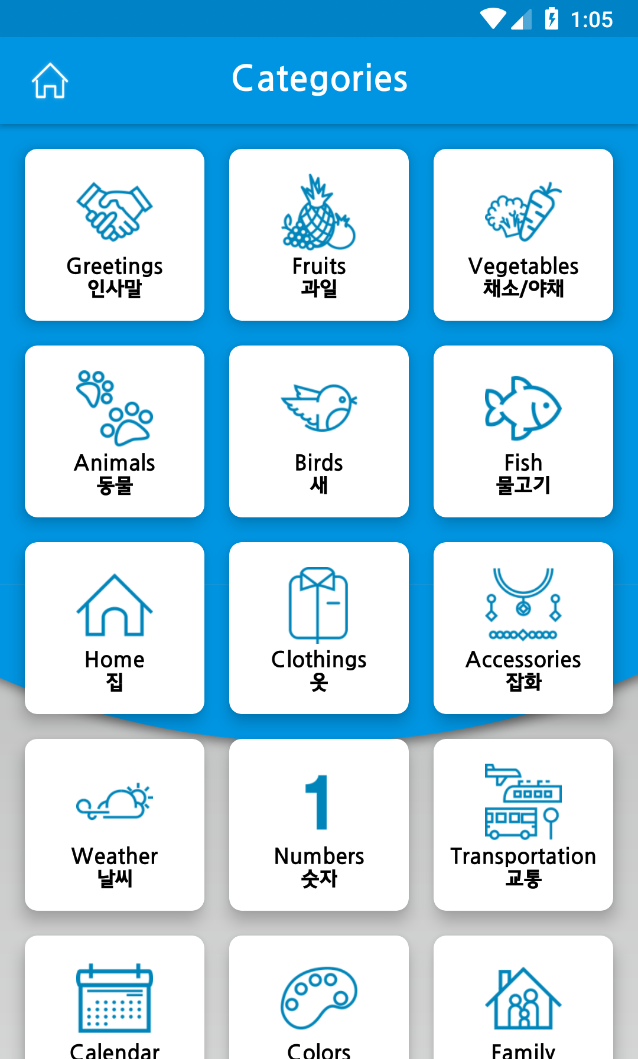 1:05
Categories
Greetings
인사말
Fruits
과일
Vegetables
채소/야채
Animals
동물
Birds
새
Fish
물고기
Home
집
Clothings
옷
Accessories
잡화
Weather
날씨
1
Numbers
숫자
Transportation
교통
Calendar
Colors
Family